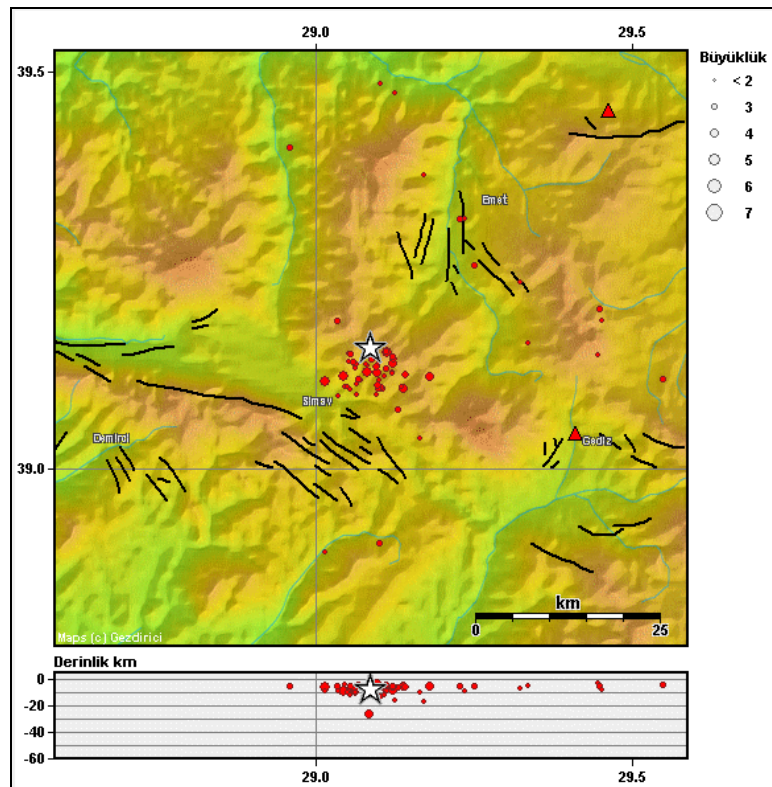 29.0 29.5
39.5
Büyüklük
< 2
3
4
5
6
7
Emet
Simav
Demirci
Gediz
39.0
km
0 25
Maps (c) Gezdirici
Derinlik km
0
-20
-40
-60
29.0 29.5